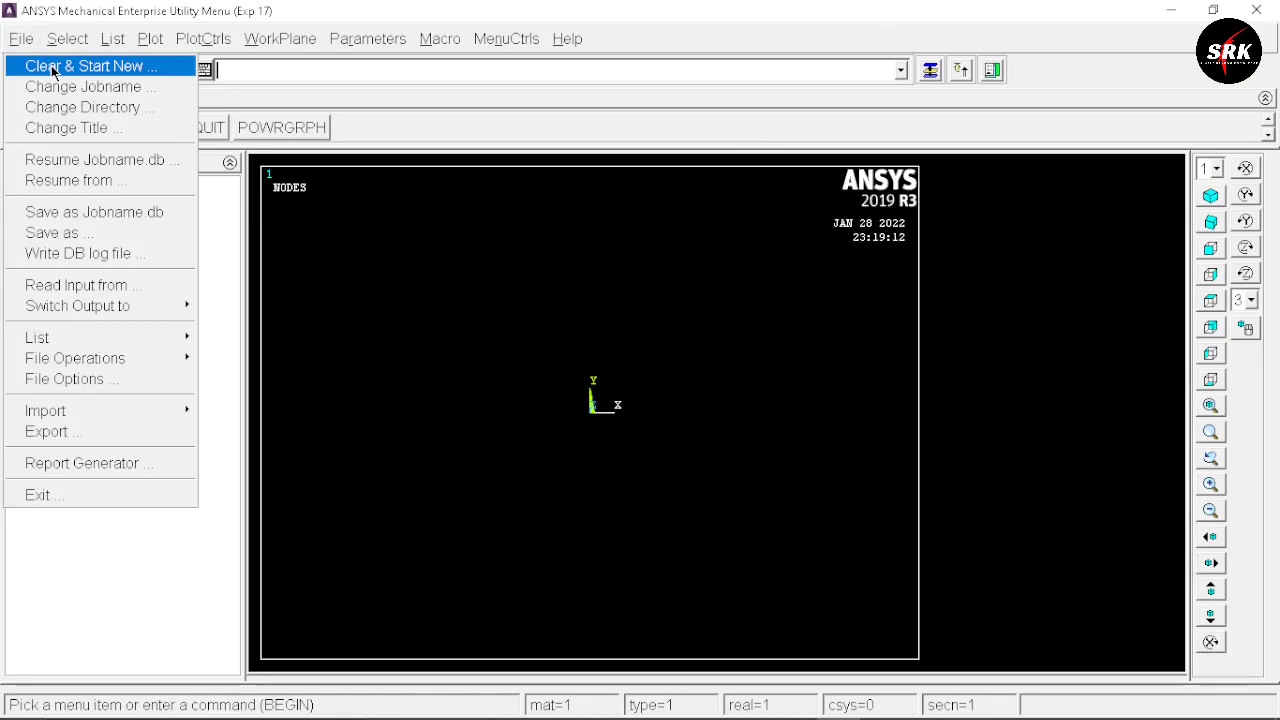 ANSYS Mechanical Enterprise Utility Menu (Exp 17)
File Select List Plot PlotCtrls WorkPlane Parameters Macro MenuCtrls Help
SRK
Clear & Start New ...
Change Jobname ...
Change Directory ...
Change Title ...
Resume Jobname.db ...
Resume from ...
Save as Jobname.db
Save as ...
Write DB log file ...
Read Input from ...
Switch Output to
List
File Operations
File Options ...
Import
Export ...
Report Generator ...
Exit ...
QUIT POWRGRPH
1
NODES
ANSYS
2019 R3
JAN 28 2022
23:19:12
Y
X
1
3
Pick a menu item or enter a command (BEGIN) mat=1 type=1 real=1 csys=0 secn=1